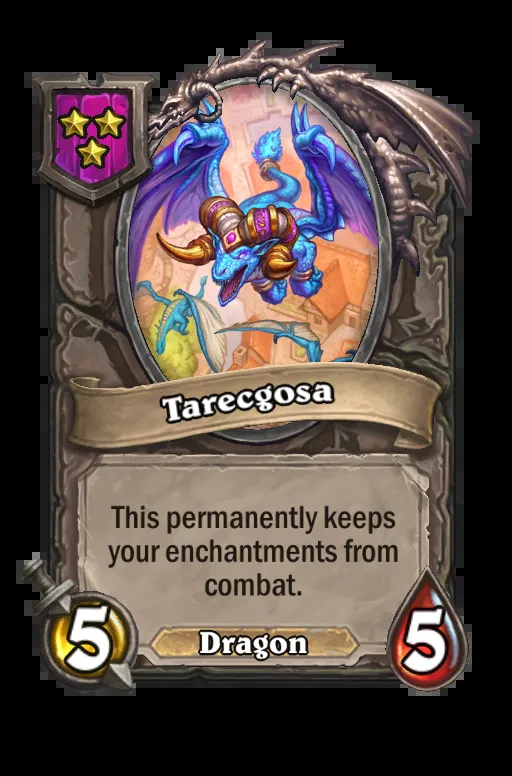 Tarecgosa
This permanently keeps
your enchantments from
combat.
5
Dragon
5